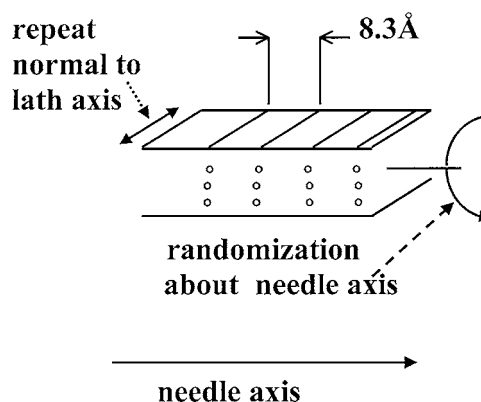 repeat
normal to
lath axis
8.3Å
randomization
about needle axis
needle axis